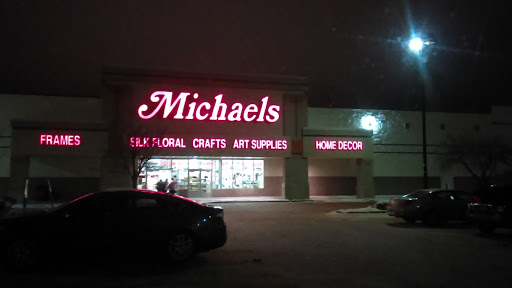 Michaels
FRAMES
SILK FLORAL CRAFTS ART SUPPLIES
HOME DECOR